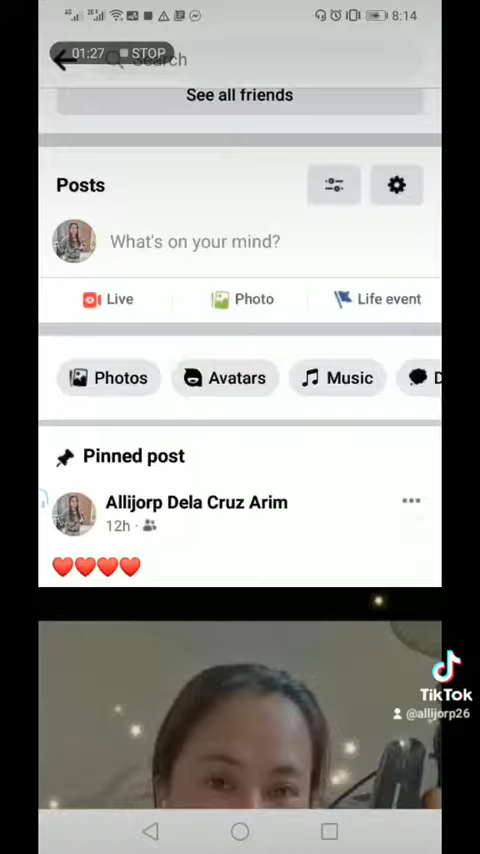 8:14
01:27 STOP
Search
See all friends
Posts
What's on your mind?
Live
Photo
Life event
Photos
Avatars
Music
D
Pinned post
Allijorp Dela Cruz Arim
12h ·
TikTok
@allijorp26